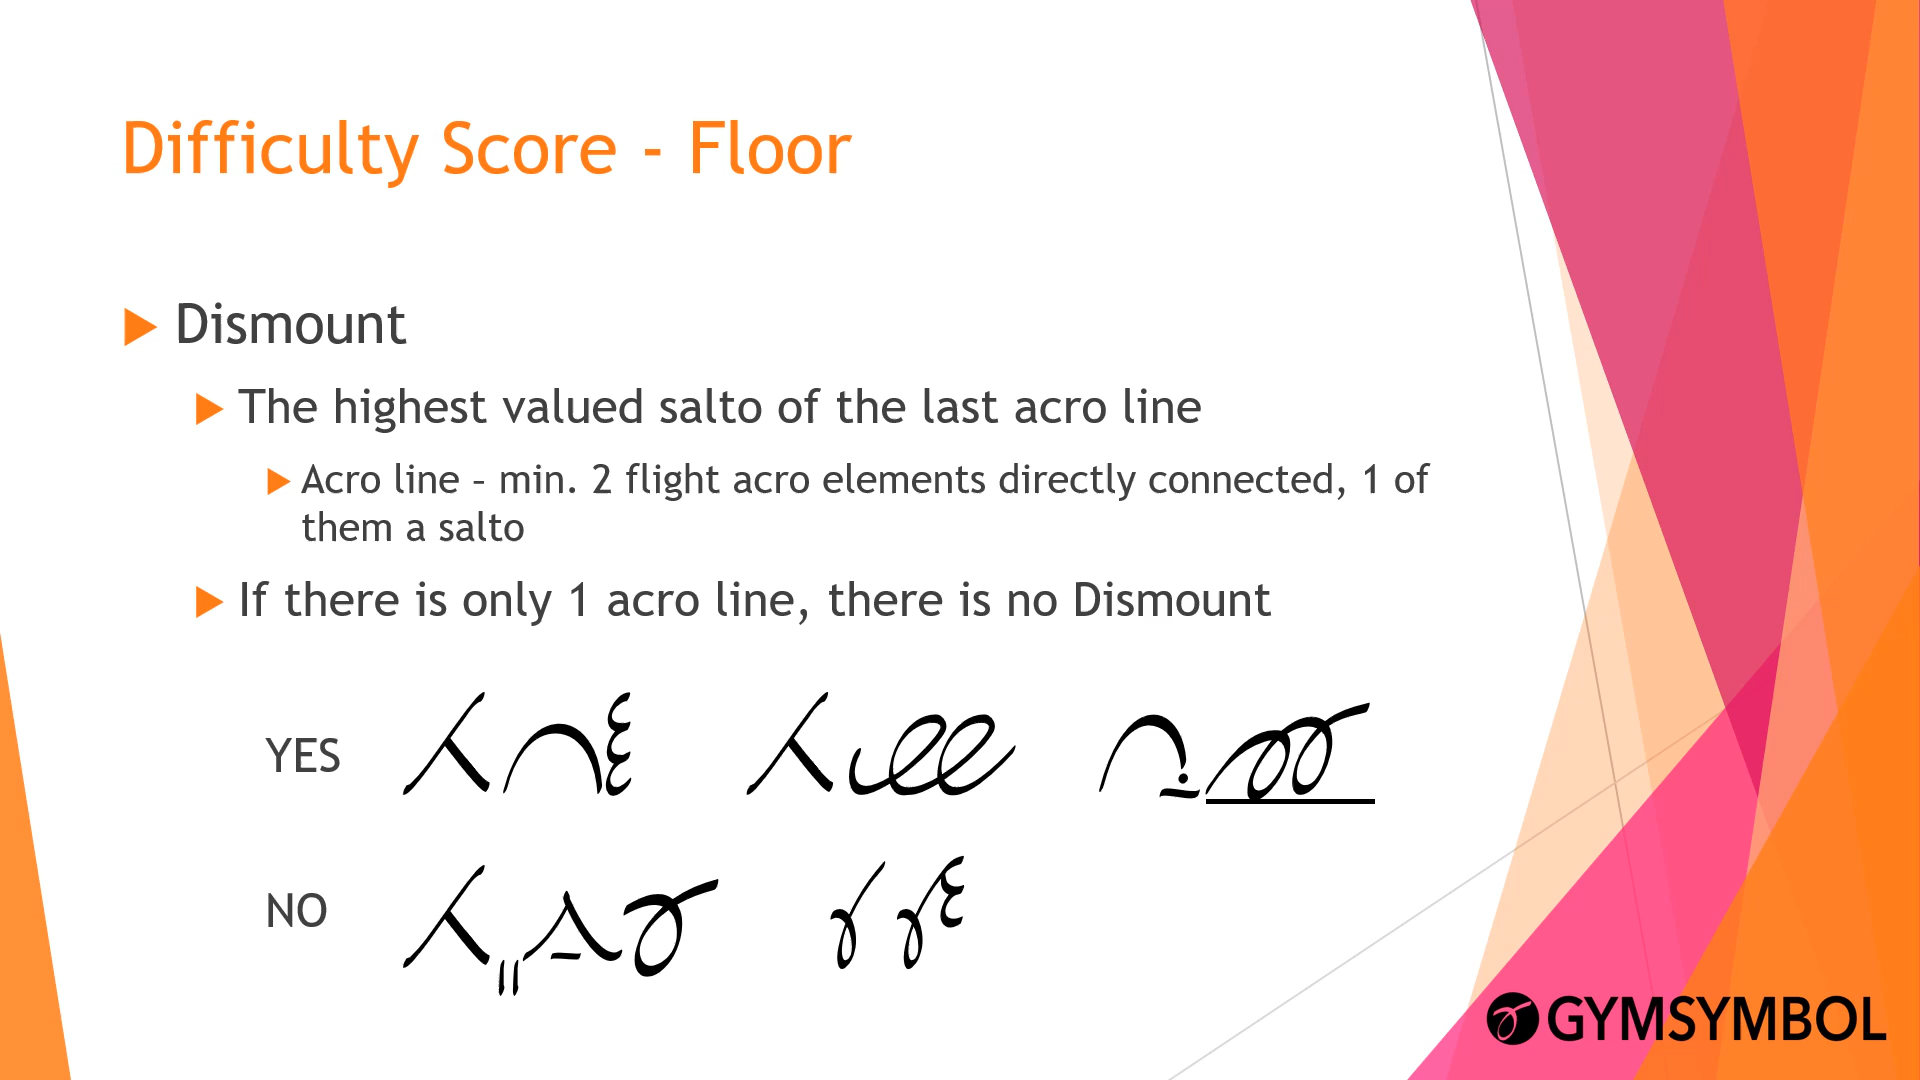 Difficulty Score - Floor
Dismount
The highest valued salto of the last acro line
Acro line – min. 2 flight acro elements directly connected, 1 of
them a salto
If there is only 1 acro line, there is no Dismount
YES
NO
GYMSYMBOL